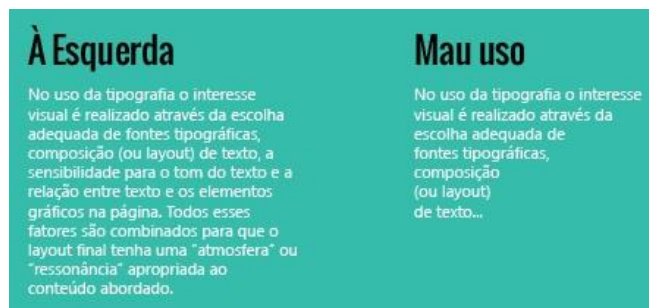 À Esquerda
No uso da tipografia o interesse
visual é realizado através da escolha
adequada de fontes tipográficas,
composição (ou layout) de texto, a
sensibilidade para o tom do texto e a
relação entre texto e os elementos
gráficos na página. Todos esses
fatores são combinados para que o
layout final tenha uma "atmosfera" ou
"ressonância" apropriada ao
conteúdo abordado.
Mau uso
No uso da tipografia o interesse
visual é realizado através da
escolha adequada de
fontes tipográficas,
composição
(ou layout)
de texto...